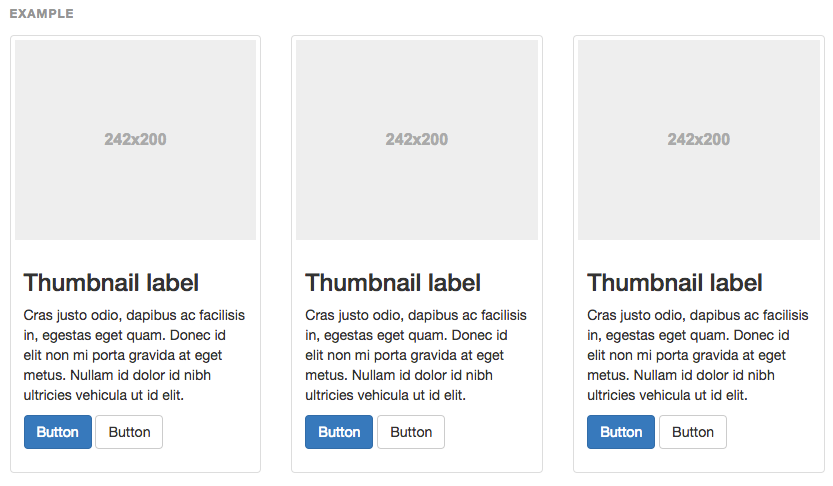 EXAMPLE
242x200
Thumbnail label
Cras justo odio, dapibus ac facilisis
in, egestas eget quam. Donec id
elit non mi porta gravida at eget
metus. Nullam id dolor id nibh
ultricies vehicula ut id elit.
Button Button
242x200
Thumbnail label
Cras justo odio, dapibus ac facilisis
in, egestas eget quam. Donec id
elit non mi porta gravida at eget
metus. Nullam id dolor id nibh
ultricies vehicula ut id elit.
Button Button
242x200
Thumbnail label
Cras justo odio, dapibus ac facilisis
in, egestas eget quam. Donec id
elit non mi porta gravida at eget
metus. Nullam id dolor id nibh
ultricies vehicula ut id elit.
Button Button